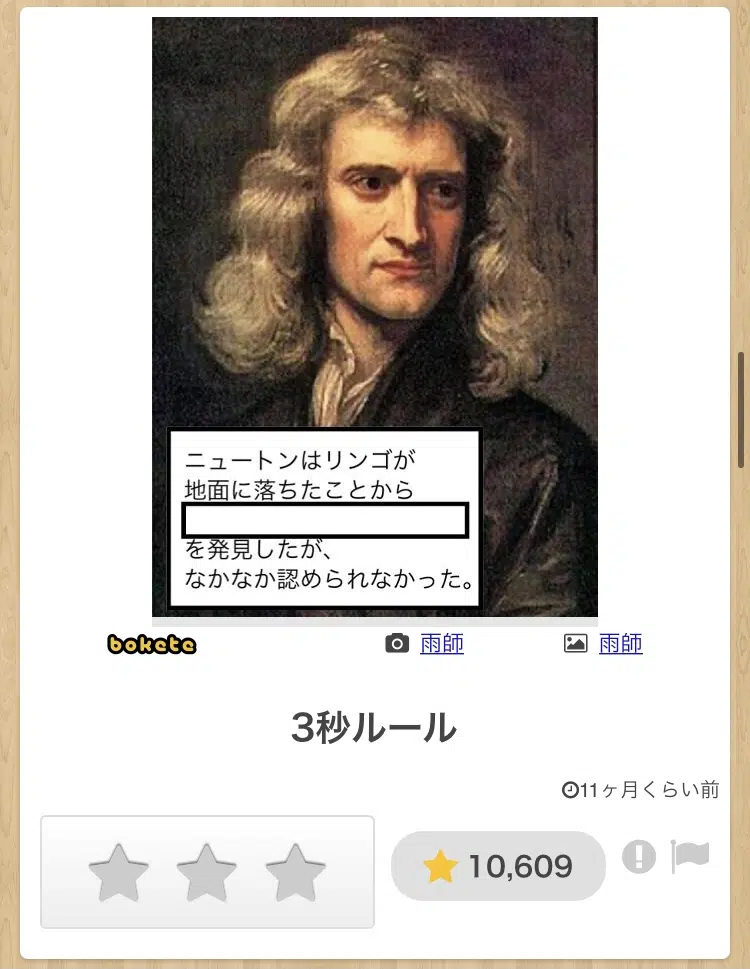 ニュートンはリンゴが
地面に落ちたことから
を発見したが、
なかなか認められなかった。
bokete 雨師 雨師
3秒ルール
11ヶ月くらい前
10,609